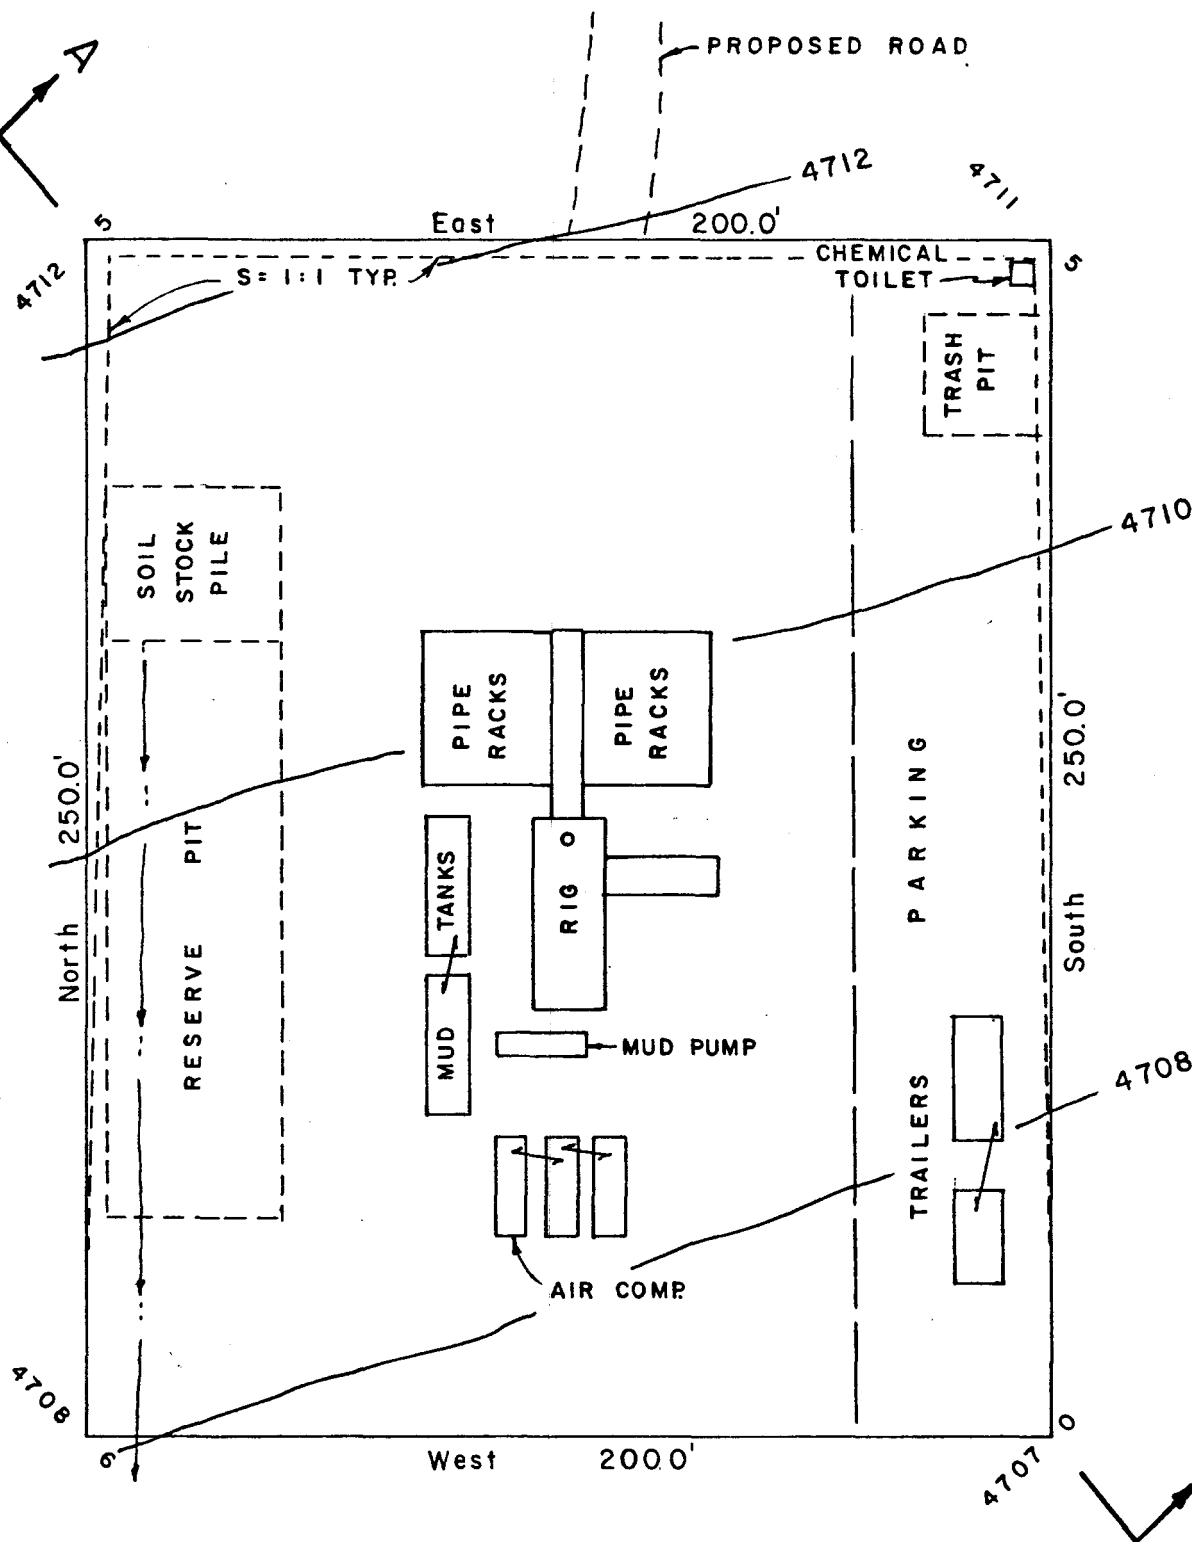 A
PROPOSED ROAD
4712
4711
5
East 200.0'
5
4712
S= 1:1 TYP.
CHEMICAL
TOILET
TRASH
PIT
SOIL
STOCK
PILE
4710
PIPE
RACKS
PIPE
RACKS
North 250.0'
RESERVE PIT
MUD TANKS
RIG
PARKING
South 250.0'
MUD PUMP
4708
TRAILERS
AIR COMP.
4708
6
West 200.0'
0
4707